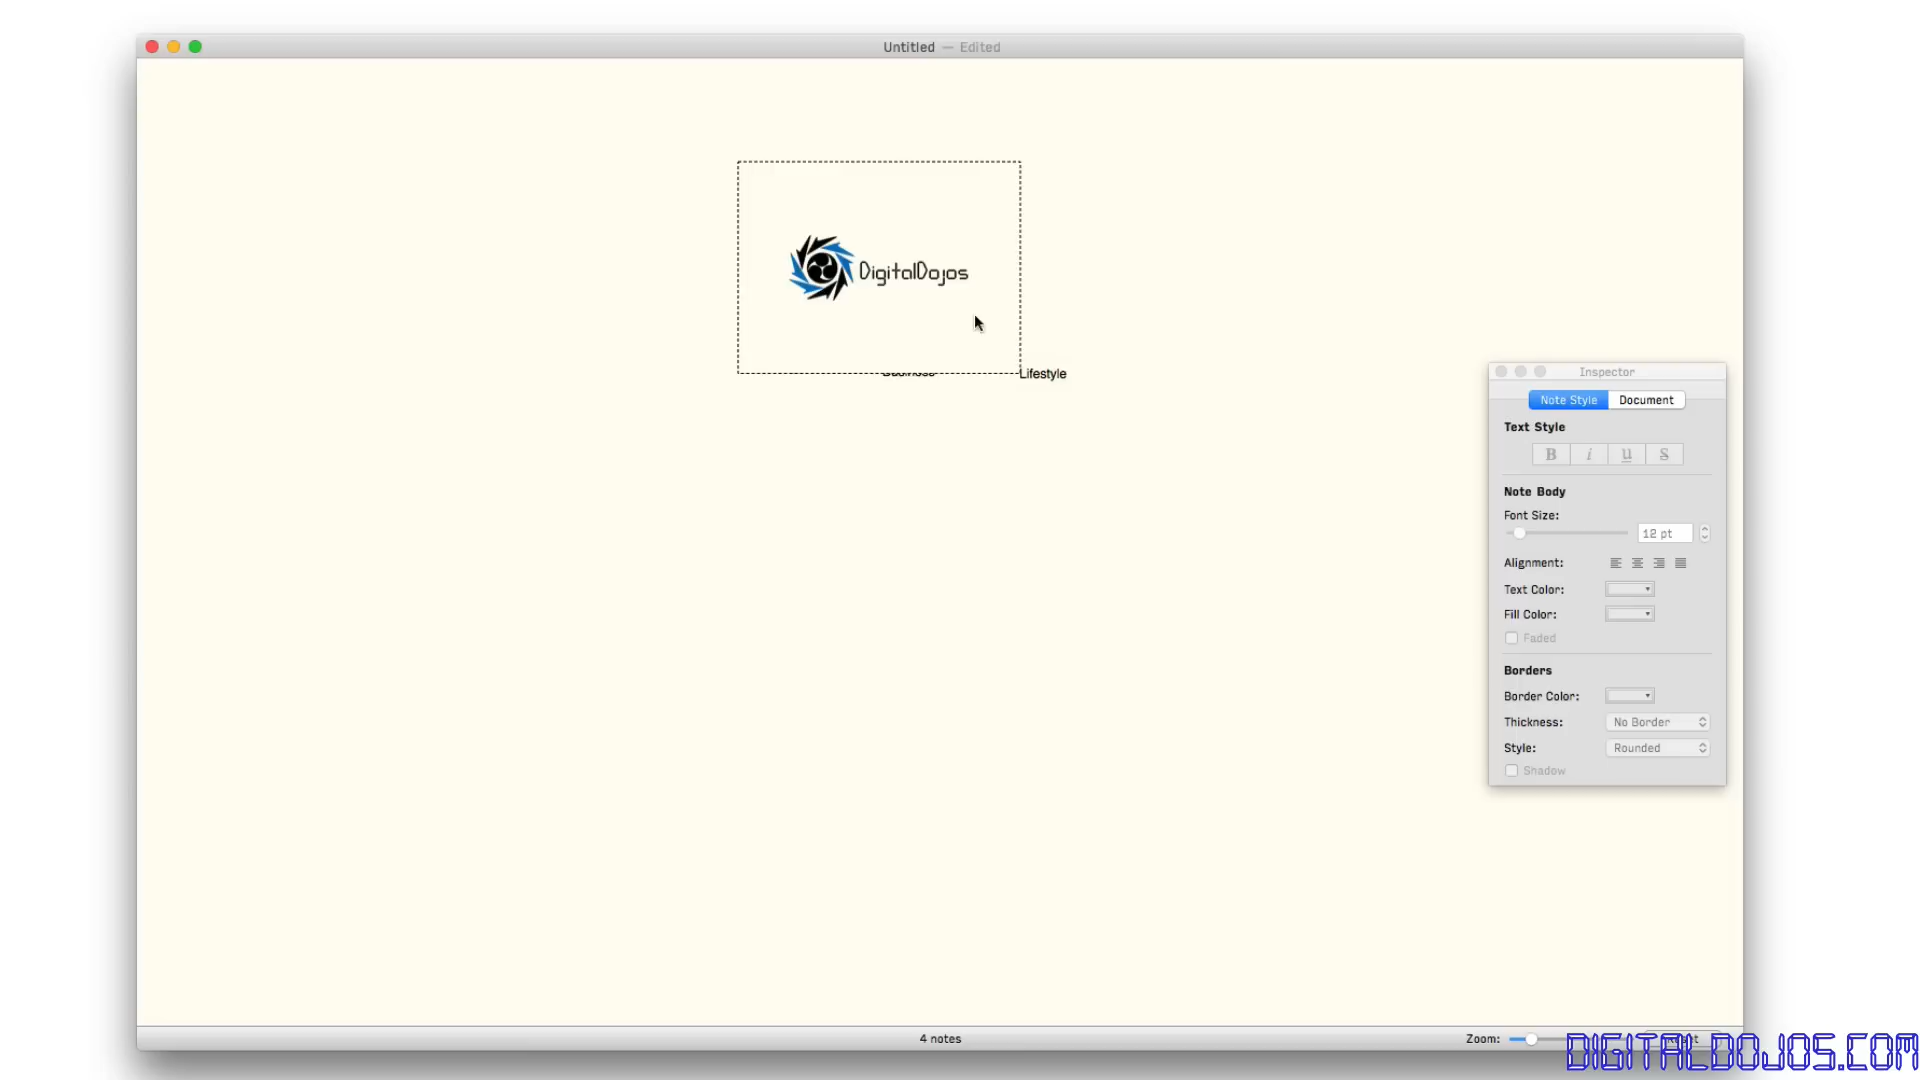 Untitled — Edited
DigitalDojos
Business
Lifestyle
Inspector
Note Style Document
Text Style
B i u S
Note Body
Font Size:
12 pt
Alignment:
Text Color:
Fill Color:
Faded
Borders
Border Color:
Thickness: No Border
Style: Rounded
Shadow
4 notes
Zoom:
DIGITALDOJOS.COM